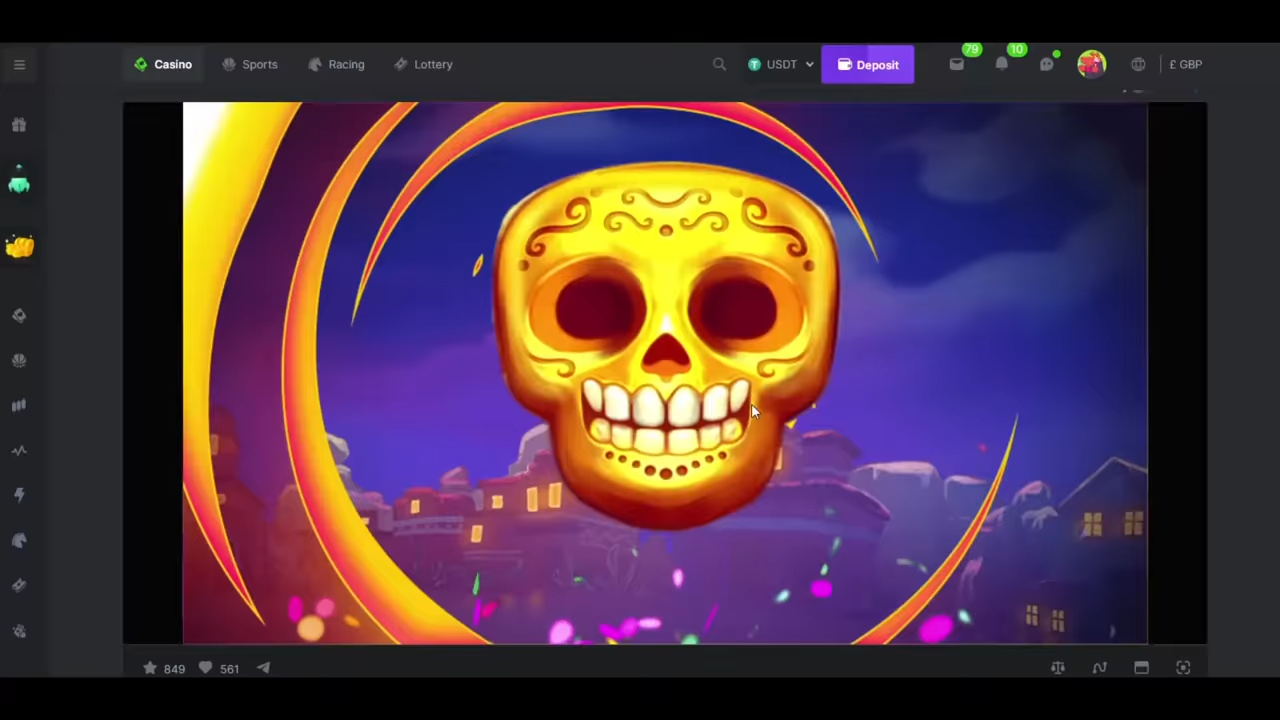 Casino
Sports
Racing
Lottery
USDT
Deposit
79
10
£ GBP
849
561